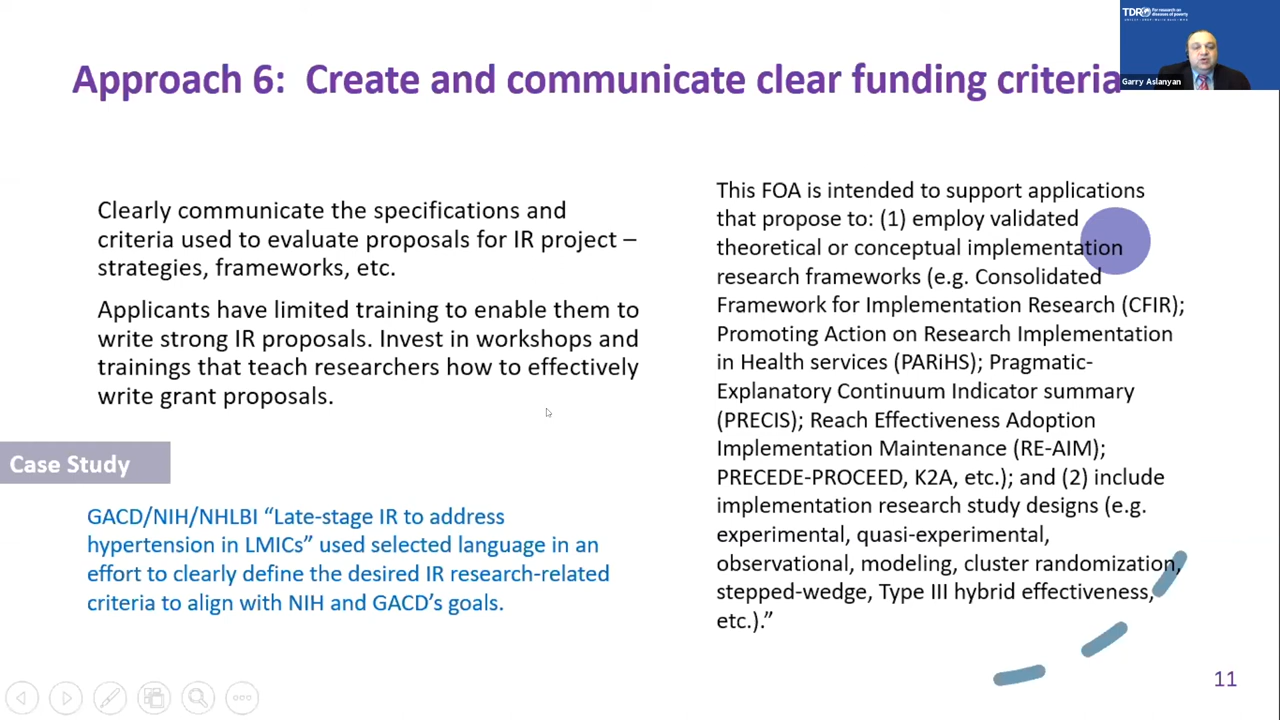 TDR For research on
diseases of poverty
Garry Aslanyan
Approach 6: Create and communicate clear funding criteria
Clearly communicate the specifications and
criteria used to evaluate proposals for IR project –
strategies, frameworks, etc.
Applicants have limited training to enable them to
write strong IR proposals. Invest in workshops and
trainings that teach researchers how to effectively
write grant proposals.
Case Study
GACD/NIH/NHLBI “Late-stage IR to address
hypertension in LMICs” used selected language in an
effort to clearly define the desired IR research-related
criteria to align with NIH and GACD’s goals.
This FOA is intended to support applications
that propose to: (1) employ validated
theoretical or conceptual implementation
research frameworks (e.g. Consolidated
Framework for Implementation Research (CFIR);
Promoting Action on Research Implementation
in Health services (PARiHS); Pragmatic-
Explanatory Continuum Indicator summary
(PRECIS); Reach Effectiveness Adoption
Implementation Maintenance (RE-AIM);
PRECEDE-PROCEED, K2A, etc.); and (2) include
implementation research study designs (e.g.
experimental, quasi-experimental,
observational, modeling, cluster randomization,
stepped-wedge, Type III hybrid effectiveness,
etc.).”
11